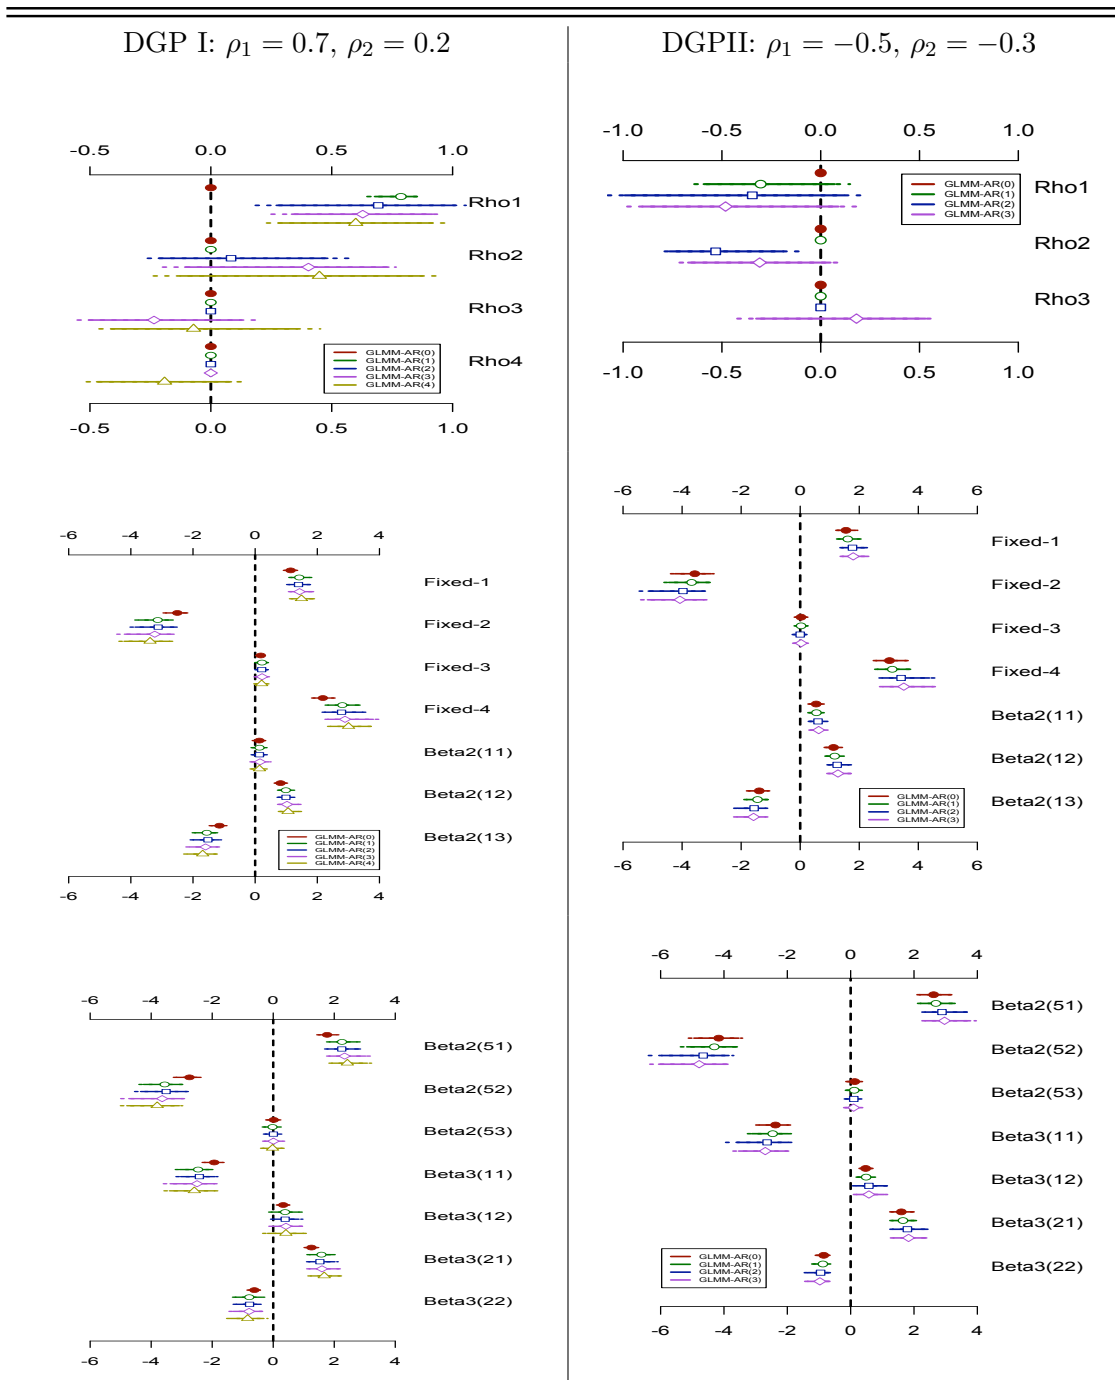 DGP I: ρ1 = 0.7, ρ2 = 0.2
-0.5 0.0 0.5 1.0
Rho1
Rho2
Rho3
Rho4
GLMM-AR(0)
GLMM-AR(1)
GLMM-AR(2)
GLMM-AR(3)
GLMM-AR(4)
-0.5 0.0 0.5 1.0
-6 -4 -2 0 2 4
Fixed-1
Fixed-2
Fixed-3
Fixed-4
Beta2(11)
Beta2(12)
Beta2(13)
GLMM-AR(0)
GLMM-AR(1)
GLMM-AR(2)
GLMM-AR(3)
GLMM-AR(4)
-6 -4 -2 0 2 4
-6 -4 -2 0 2 4
Beta2(51)
Beta2(52)
Beta2(53)
Beta3(11)
Beta3(12)
Beta3(21)
Beta3(22)
-6 -4 -2 0 2 4
DGPII: ρ1 = −0.5, ρ2 = −0.3
-1.0 -0.5 0.0 0.5 1.0
GLMM-AR(0)
GLMM-AR(1)
GLMM-AR(2)
GLMM-AR(3)
Rho1
Rho2
Rho3
-1.0 -0.5 0.0 0.5 1.0
-6 -4 -2 0 2 4 6
Fixed-1
Fixed-2
Fixed-3
Fixed-4
Beta2(11)
Beta2(12)
Beta2(13)
GLMM-AR(0)
GLMM-AR(1)
GLMM-AR(2)
GLMM-AR(3)
-6 -4 -2 0 2 4 6
-6 -4 -2 0 2 4
Beta2(51)
Beta2(52)
Beta2(53)
Beta3(11)
Beta3(12)
Beta3(21)
Beta3(22)
GLMM-AR(0)
GLMM-AR(1)
GLMM-AR(2)
GLMM-AR(3)
-6 -4 -2 0 2 4